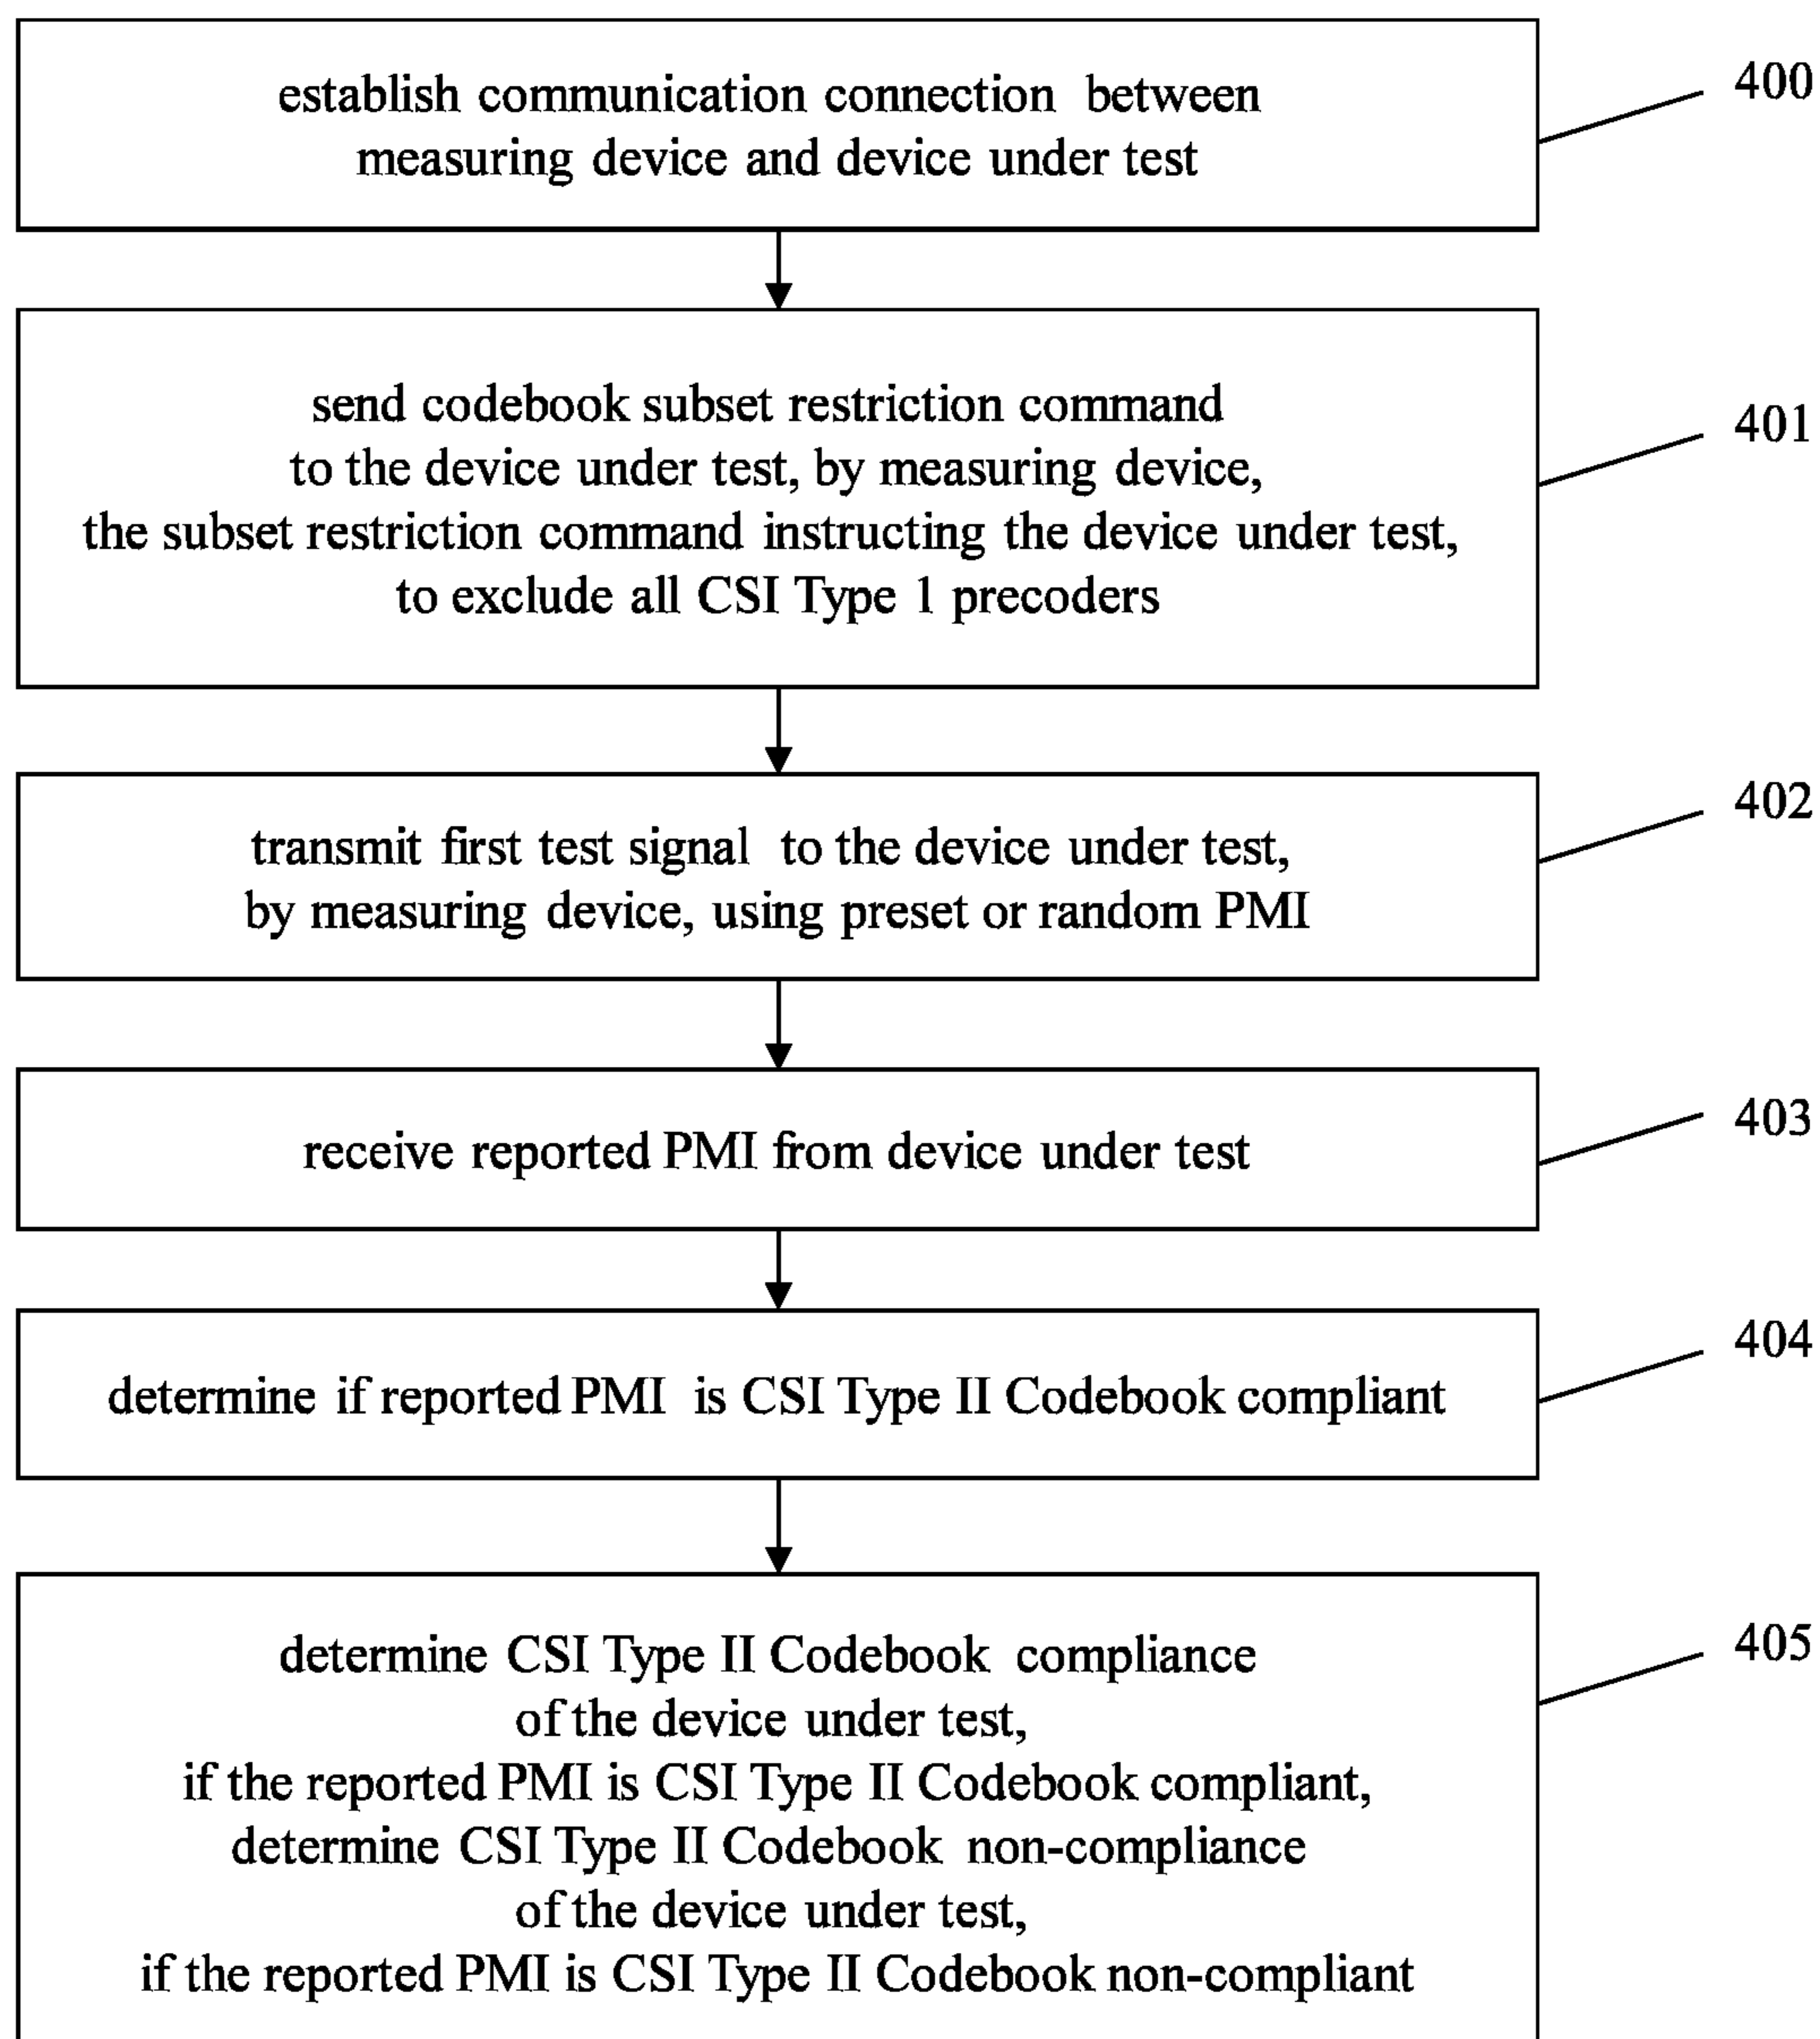 establish communication connection between
measuring device and device under test
400
send codebook subset restriction command
to the device under test, by measuring device,
the subset restriction command instructing the device under test,
to exclude all CSI Type 1 precoders
401
transmit first test signal to the device under test,
by measuring device, using preset or random PMI
402
receive reported PMI from device under test
403
determine if reported PMI is CSI Type II Codebook compliant
404
determine CSI Type II Codebook compliance
of the device under test,
if the reported PMI is CSI Type II Codebook compliant,
determine CSI Type II Codebook non-compliance
of the device under test,
if the reported PMI is CSI Type II Codebook non-compliant
405